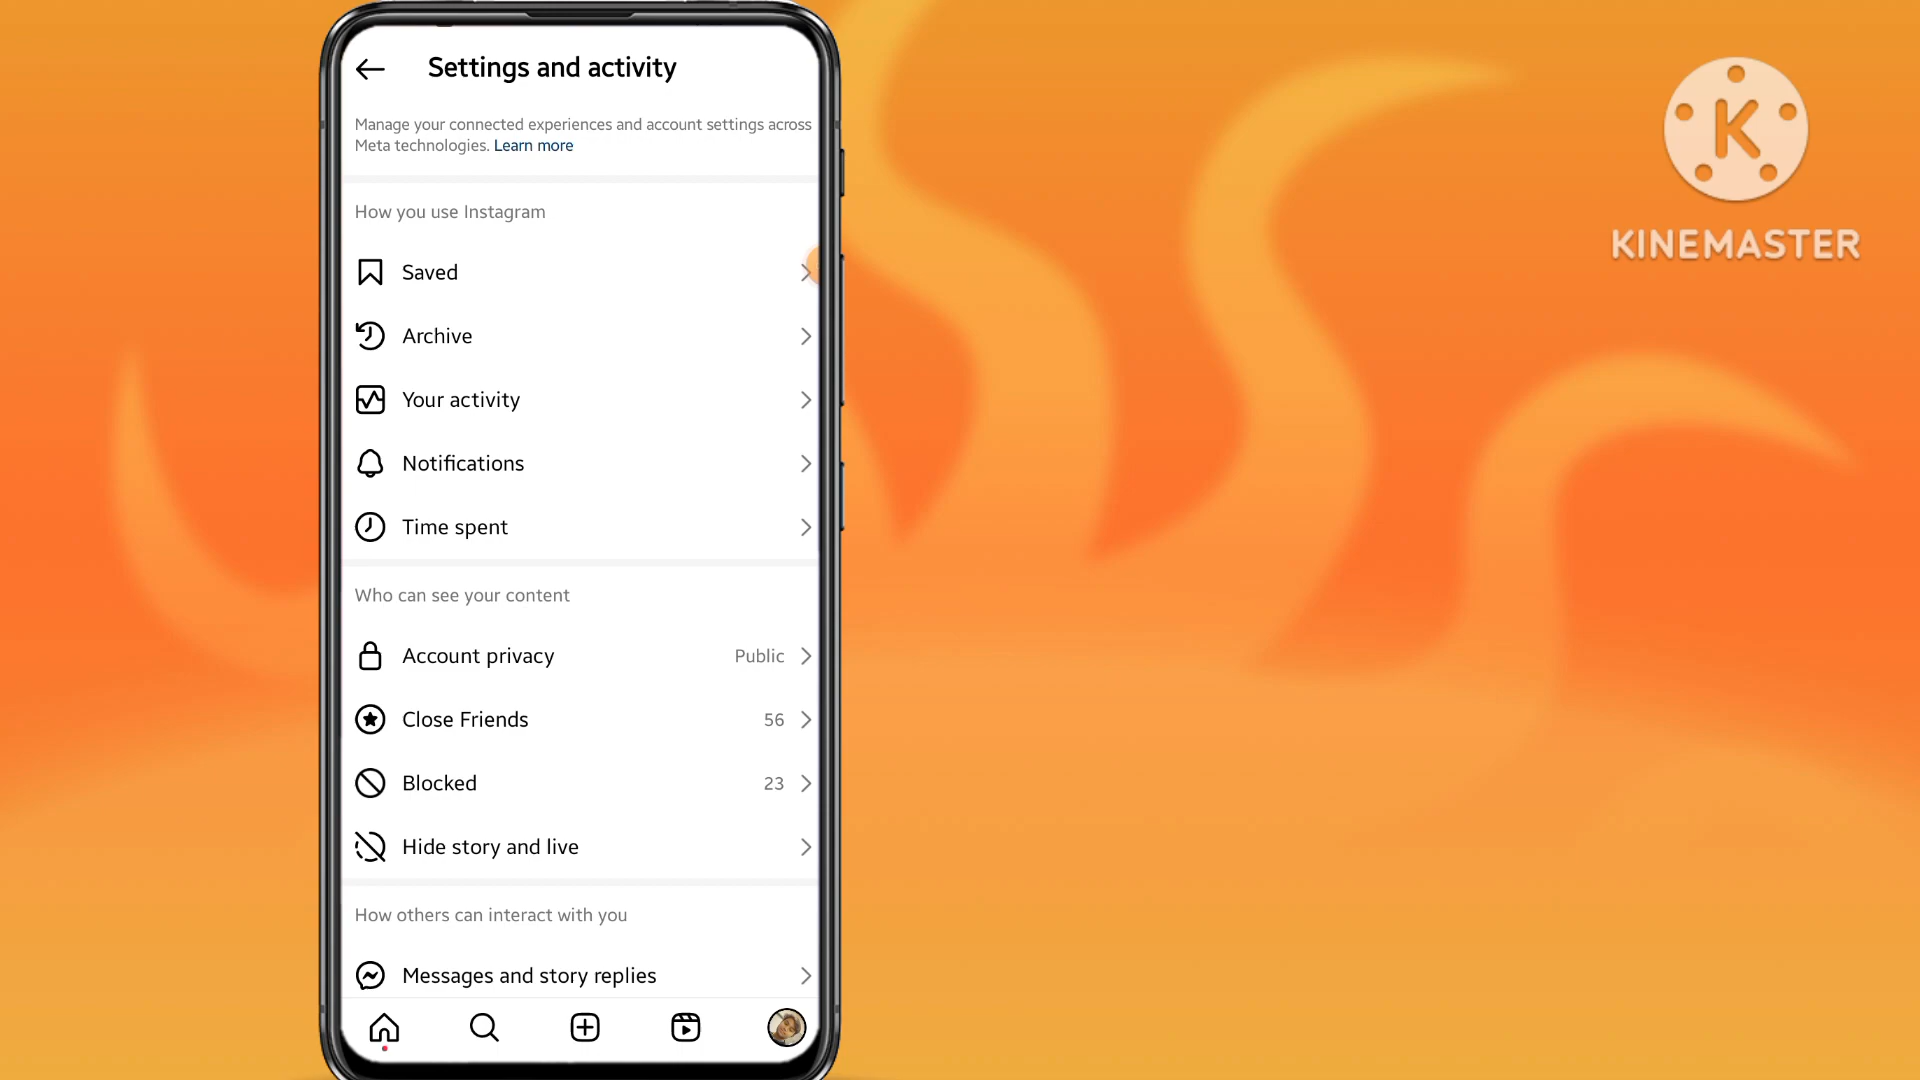 Settings and activity
Manage your connected experiences and account settings across
Meta technologies. Learn more
How you use Instagram
Saved
Archive
Your activity
Notifications
Time spent
Who can see your content
Account privacy Public
Close Friends 56
Blocked 23
Hide story and live
How others can interact with you
Messages and story replies
K
KINEMASTER